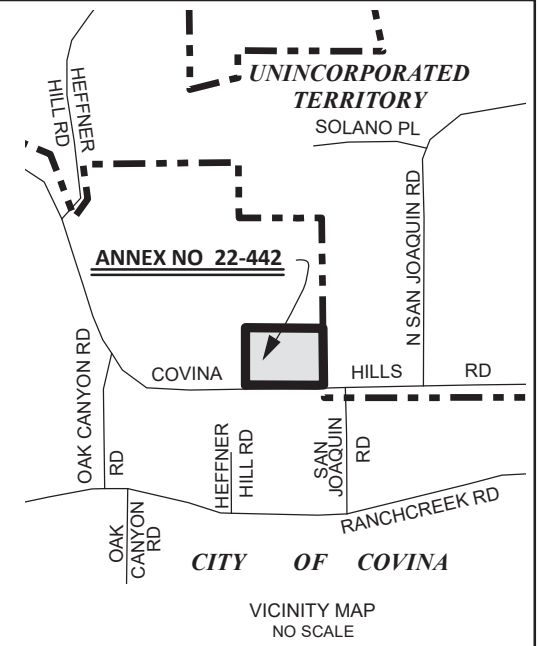 UNINCORPORATED
TERRITORY
HEFFNER
HILL RD
SOLANO PL
N SAN JOAQUIN RD
ANNEX NO 22-442
OAK CANYON RD
COVINA
HILLS
RD
RD
HEFFNER
HILL RD
SAN
JOAQUIN
RD
RANCHCREEK RD
OAK
CANYON
RD
CITY OF COVINA
VICINITY MAP
NO SCALE